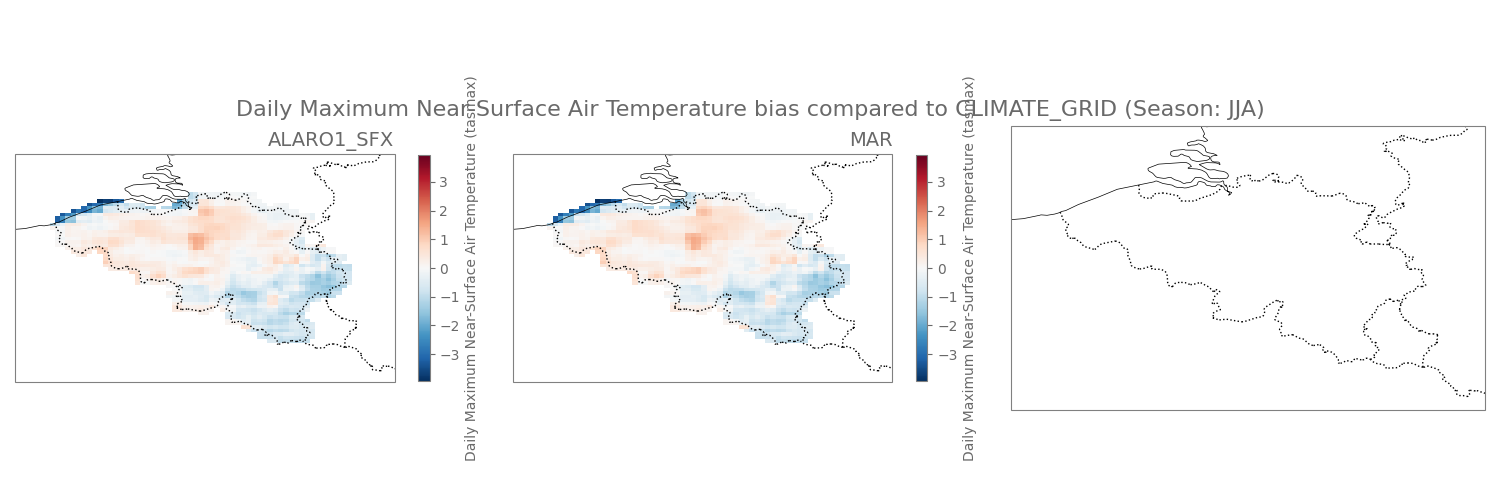 Daily Maximum Near-Surface Air Temperature bias compared to CLIMATE_GRID (Season: JJA)
ALARO1_SFX
3
2
1
0
−1
−2
−3
Daily Maximum Near-Surface Air Temperature (tasmax)
MAR
3
2
1
0
−1
−2
−3
Daily Maximum Near-Surface Air Temperature (tasmax)